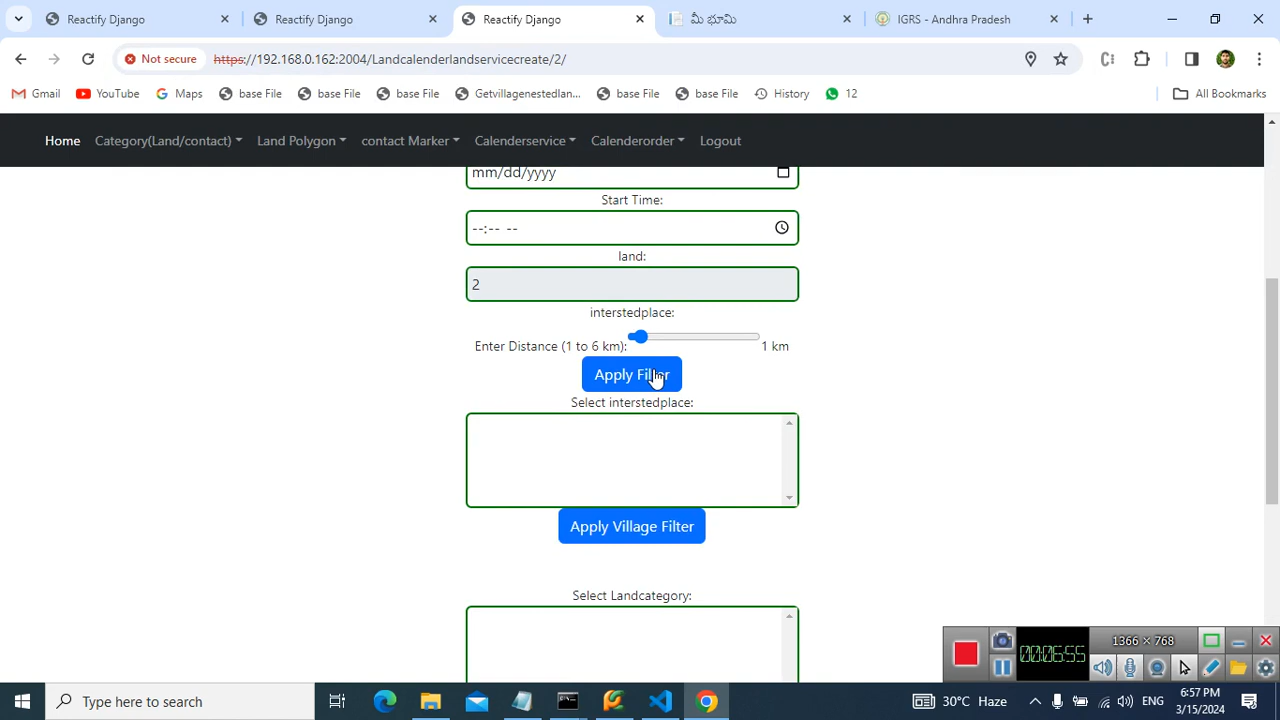 Reactify Django
Reactify Django
Reactify Django
మీ భూమి
IGRS - Andhra Pradesh
Not secure
https://192.168.0.162:2004/Landcalenderlandservicecreate/2/
Gmail
YouTube
Maps
base File
base File
base File
Getvillagenestedlan...
base File
base File
History
12
All Bookmarks
Home
Category(Land/contact)
Land Polygon
contact Marker
Calenderservice
Calenderorder
Logout
mm/dd/yyyy
Start Time:
--:-- --
land:
2
interstedplace:
Enter Distance (1 to 6 km):
1 km
Apply Filter
Select interstedplace:
Apply Village Filter
Select Landcategory:
1366 × 768
00:06:55
Type here to search
30°C Haze
ENG
6:57 PM
3/15/2024